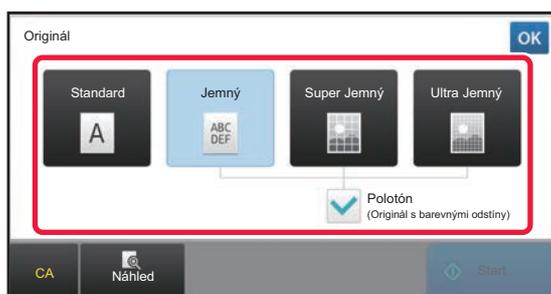 Originál
OK
Standard
Jemný
Super Jemný
Ultra Jemný
A
ABC
DEF
Polotón
(Originál s barevnými odstíny)
CA
Náhled
Start